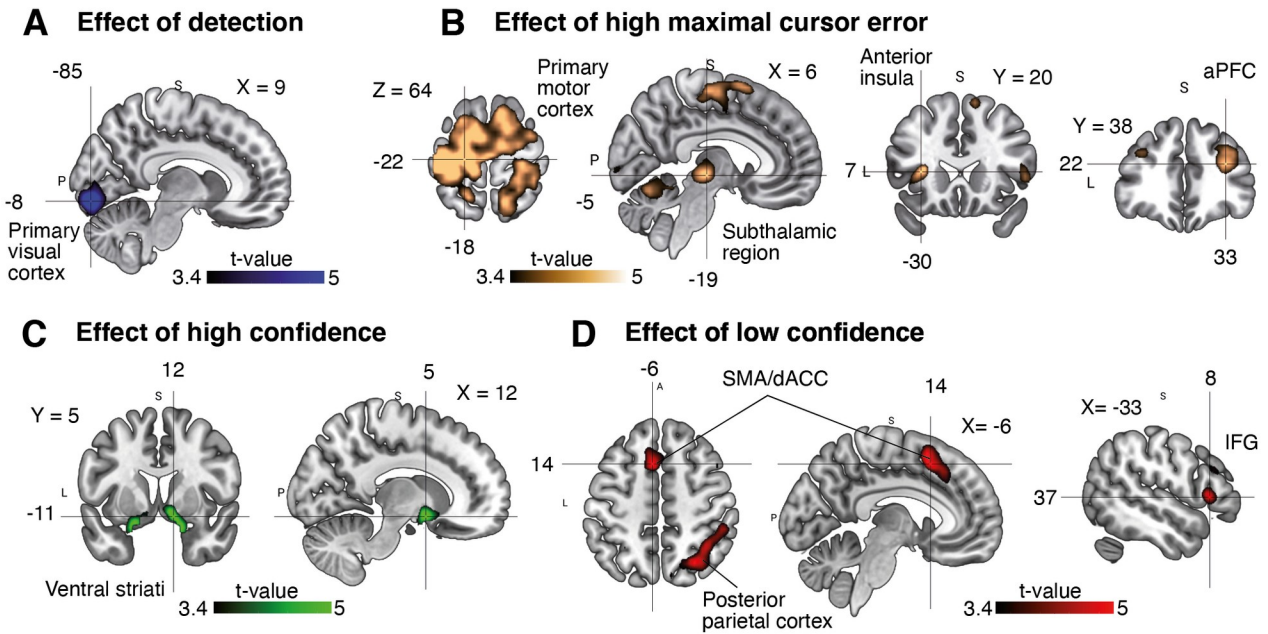 A Effect of detection
-85
S
X = 9
P
-8
Primary
visual
cortex
t-value
3.4 5
B Effect of high maximal cursor error
Z = 64
Primary
motor
cortex
-22
-18
S
X = 6
P
-5
Subthalamic
region
-19
t-value
3.4 5
Anterior
insula
S
Y = 20
7 L
-30
aPFC
S
Y = 38
22
L
33
C Effect of high confidence
12
S
Y = 5
L
-11
Ventral striati
5
S
X = 12
P
t-value
3.4 5
D Effect of low confidence
-6
A
SMA/dACC
14
L
Posterior
parietal cortex
14
S
X= -6
P
8
S
X= -33
IFG
37
t-value
3.4 5